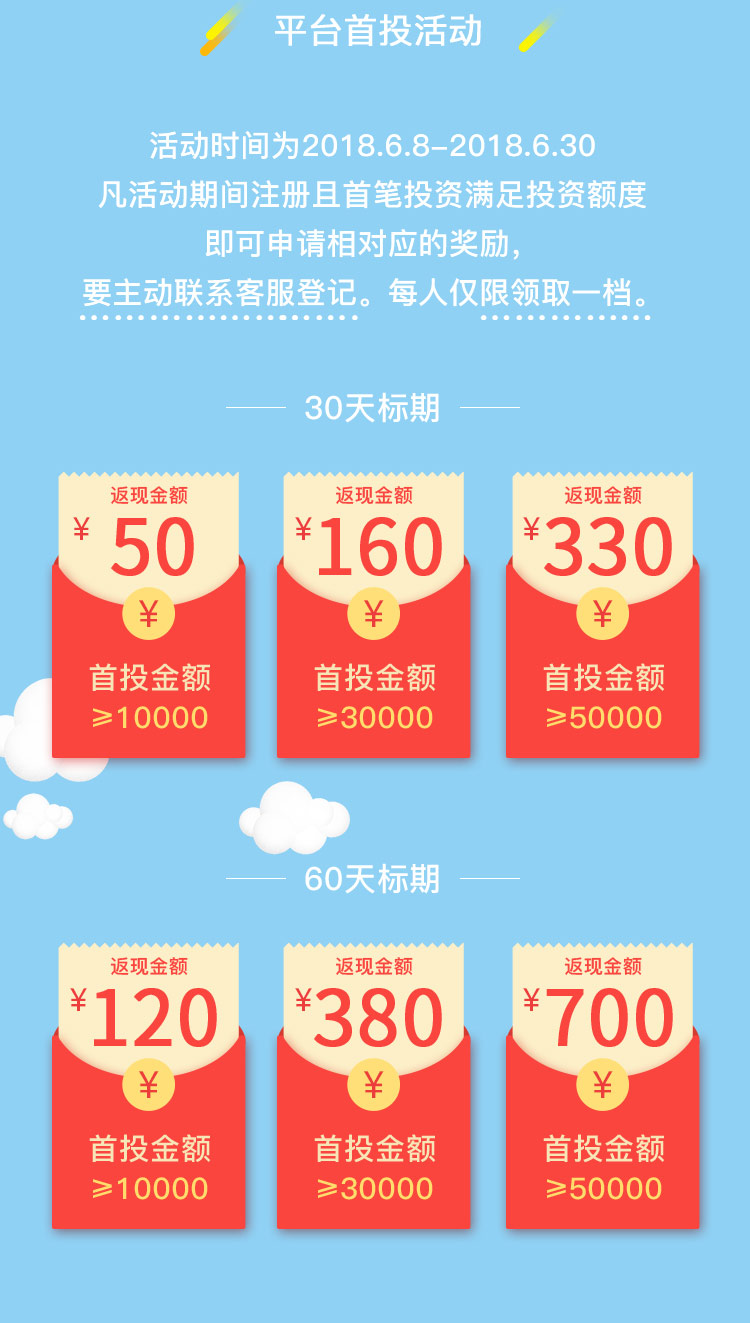 平台首投活动
活动时间为2018.6.8-2018.6.30
凡活动期间注册且首笔投资满足投资额度
即可申请相对应的奖励，
要主动联系客服登记。每人仅限领取一档。
30天标期
返现金额
¥50
¥
首投金额
⩾10000
返现金额
¥160
¥
首投金额
⩾30000
返现金额
¥330
¥
首投金额
⩾50000
60天标期
返现金额
¥120
¥
首投金额
⩾10000
返现金额
¥380
¥
首投金额
⩾30000
返现金额
¥700
¥
首投金额
⩾50000